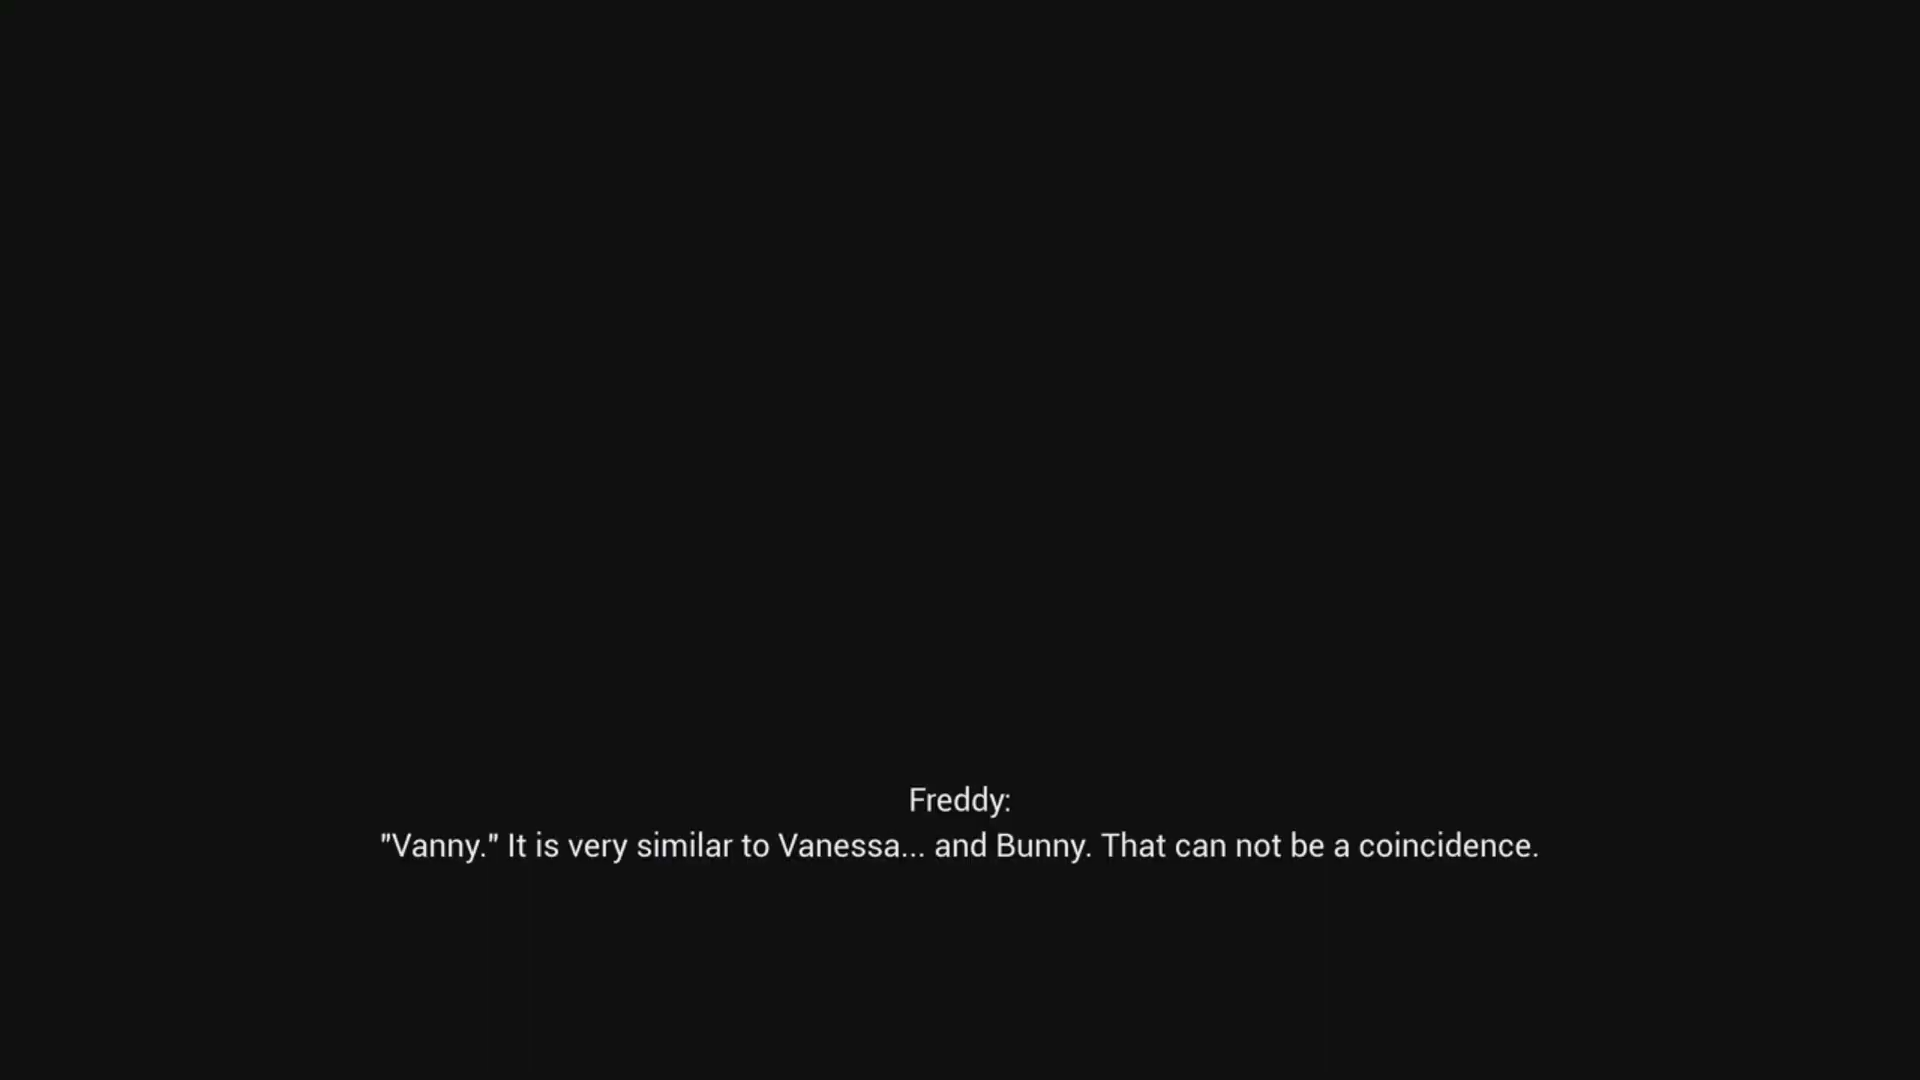 Freddy:
"Vanny." It is very similar to Vanessa... and Bunny. That can not be a coincidence.